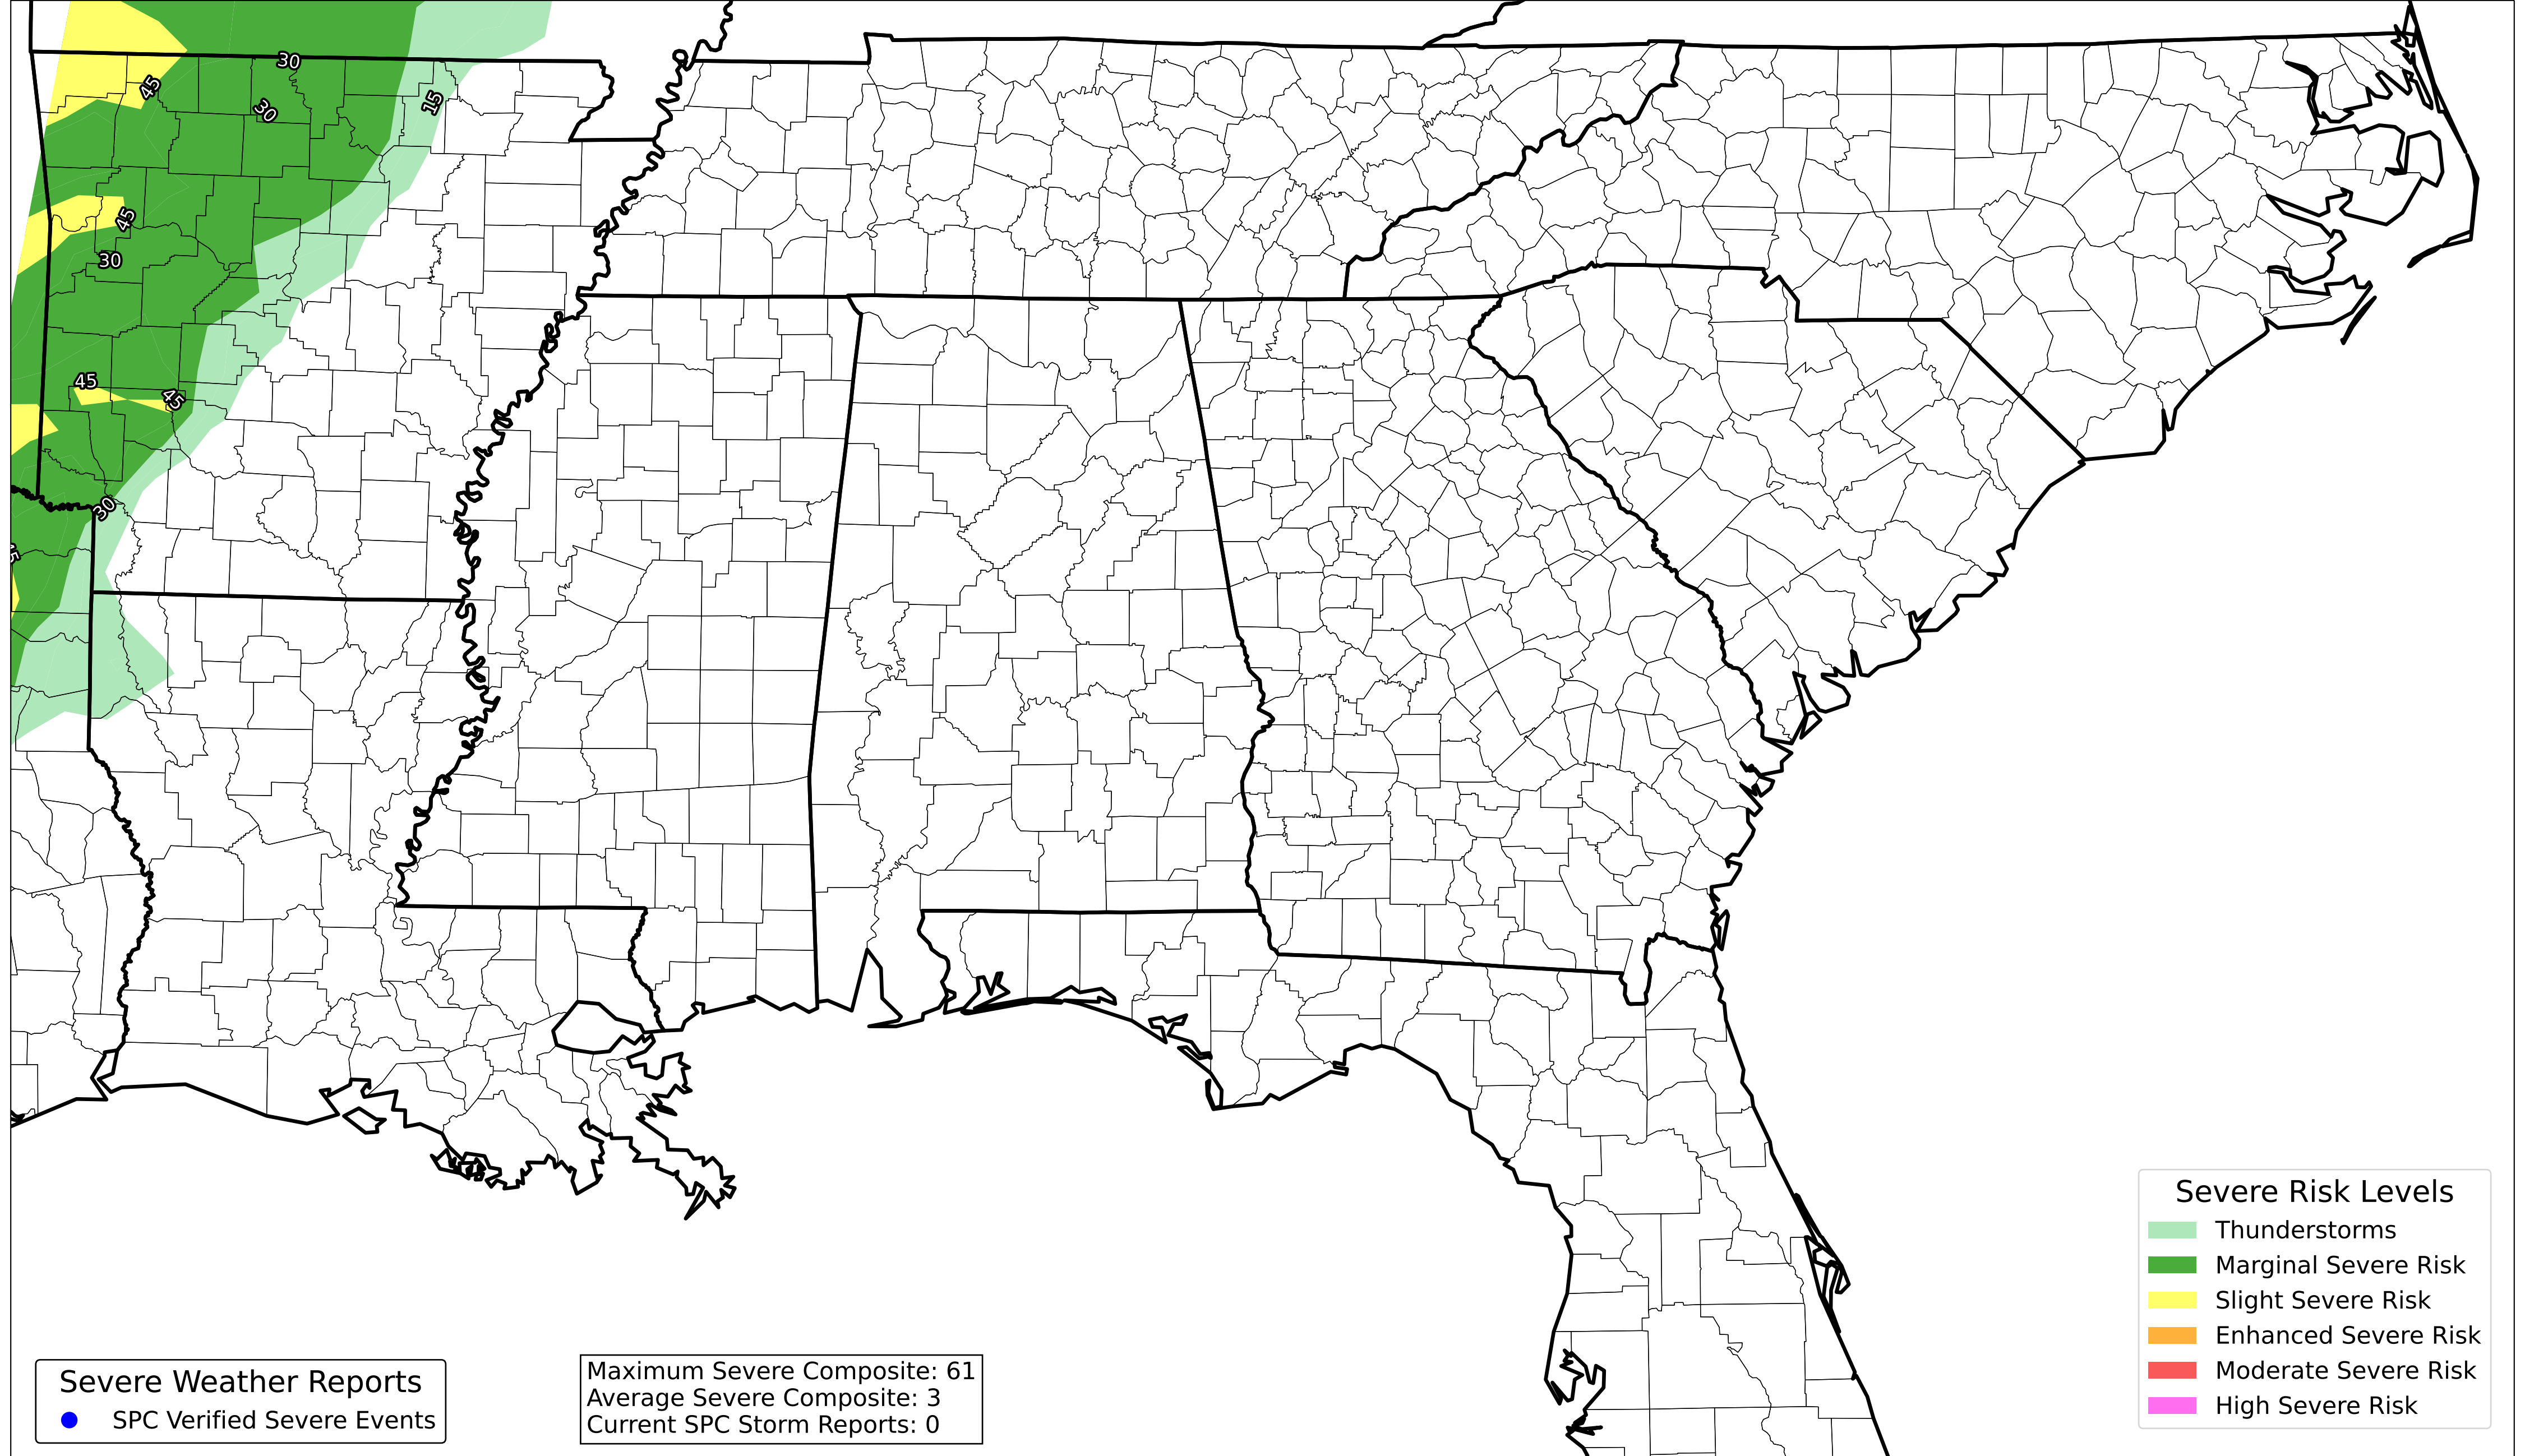 30
45
15
30
45
30
45
45
30
Severe Risk Levels
Thunderstorms
Marginal Severe Risk
Slight Severe Risk
Enhanced Severe Risk
Moderate Severe Risk
High Severe Risk
Severe Weather Reports
SPC Verified Severe Events
Maximum Severe Composite: 61
Average Severe Composite: 3
Current SPC Storm Reports: 0